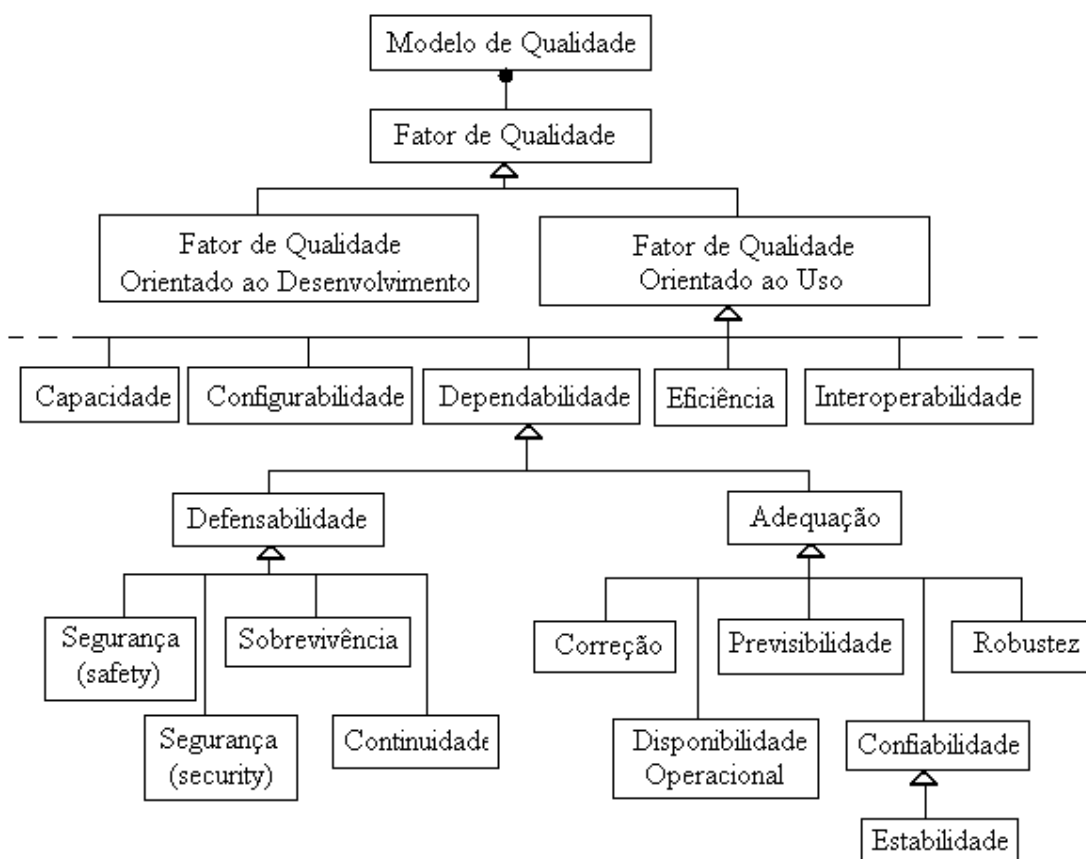 Modelo de Qualidade
Fator de Qualidade
Fator de Qualidade
Orientado ao Desenvolvimento
Fator de Qualidade
Orientado ao Uso
Capacidade
Configurabilidade
Dependabilidade
Eficiência
Interoperabilidade
Defensabilidade
Adequação
Segurança
(safety)
Sobrevivência
Correção
Previsibilidade
Robustez
Segurança
(security)
Continuidade
Disponibilidade
Operacional
Confiabilidade
Estabilidade